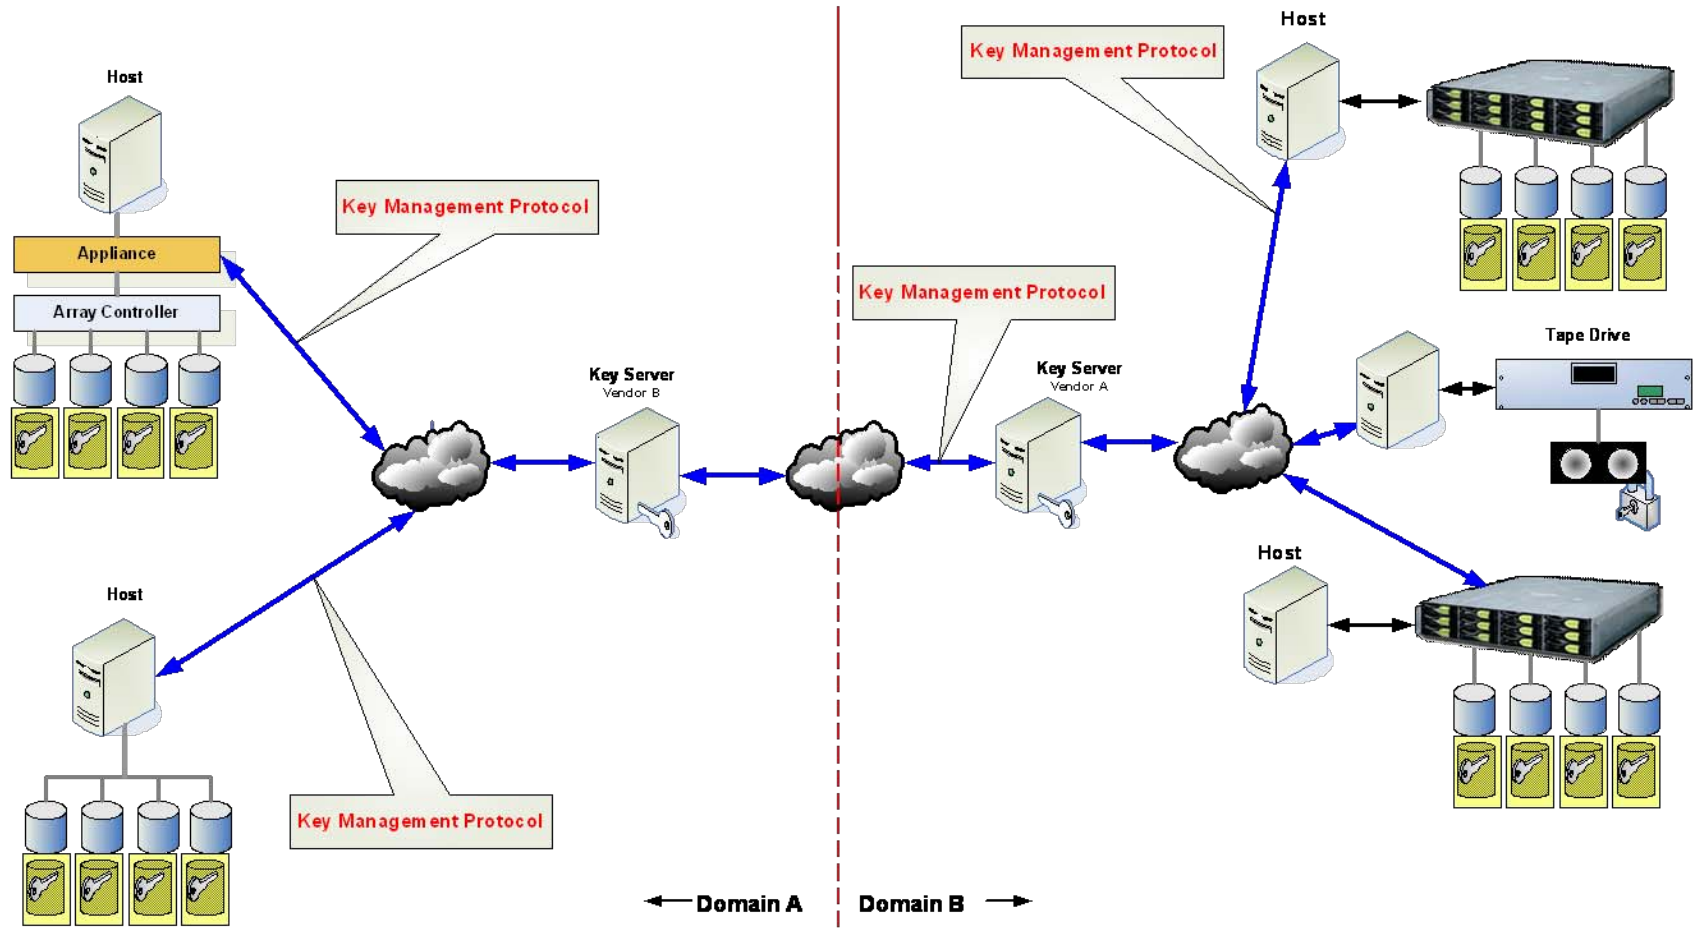 Host
Key Management Protocol
Host
Key Management Protocol
Appliance
Key Management Protocol
Array Controller
Tape Drive
Key Server
Vendor B
Key Server
Vendor A
Host
Host
Key Management Protocol
Domain A
Domain B